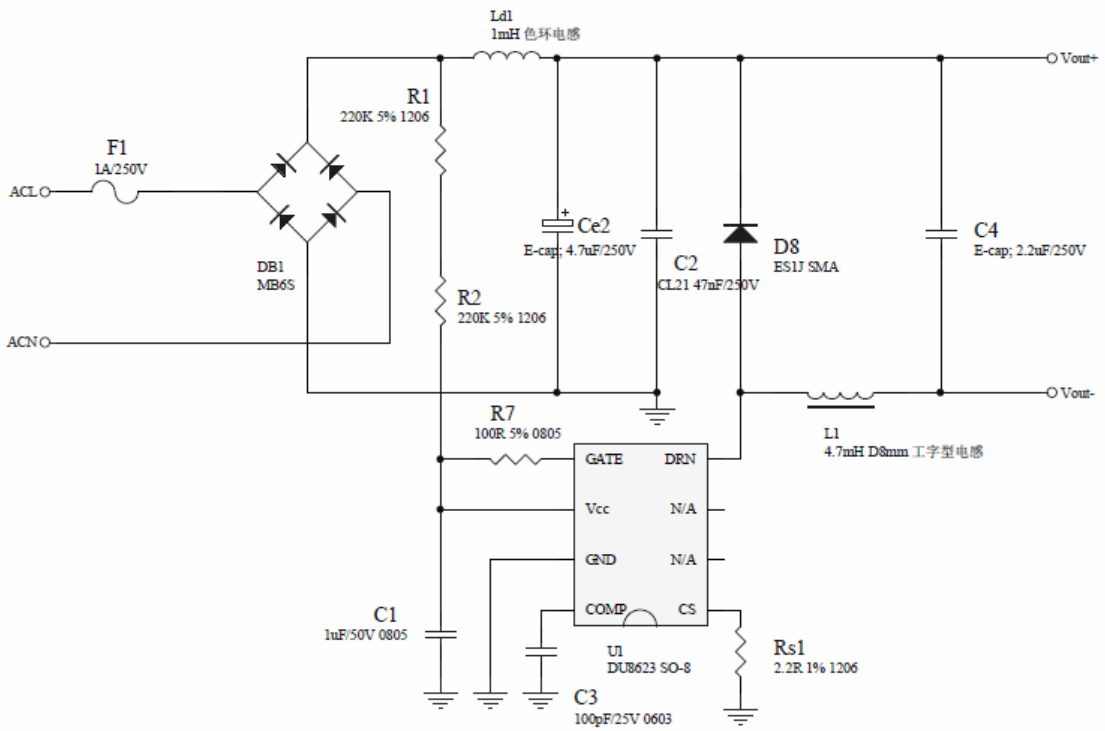 Ld1
1mH 色环电感
Vout+
R1
220K 5% 1206
F1
1A/250V
ACL
DB1
MB6S
Ce2
E-cap; 4.7uF/250V
C2
CL21 47nF/250V
D8
ES1J SMA
C4
E-cap; 2.2uF/250V
R2
220K 5% 1206
ACN
Vout-
R7
100R 5% 0805
L1
4.7mH D8mm 工字型电感
GATE DRN
Vcc N/A
GND N/A
COMP CS
C1
1uF/50V 0805
U1
DU8623 SO-8
Rs1
2.2R 1% 1206
C3
100pF/25V 0603